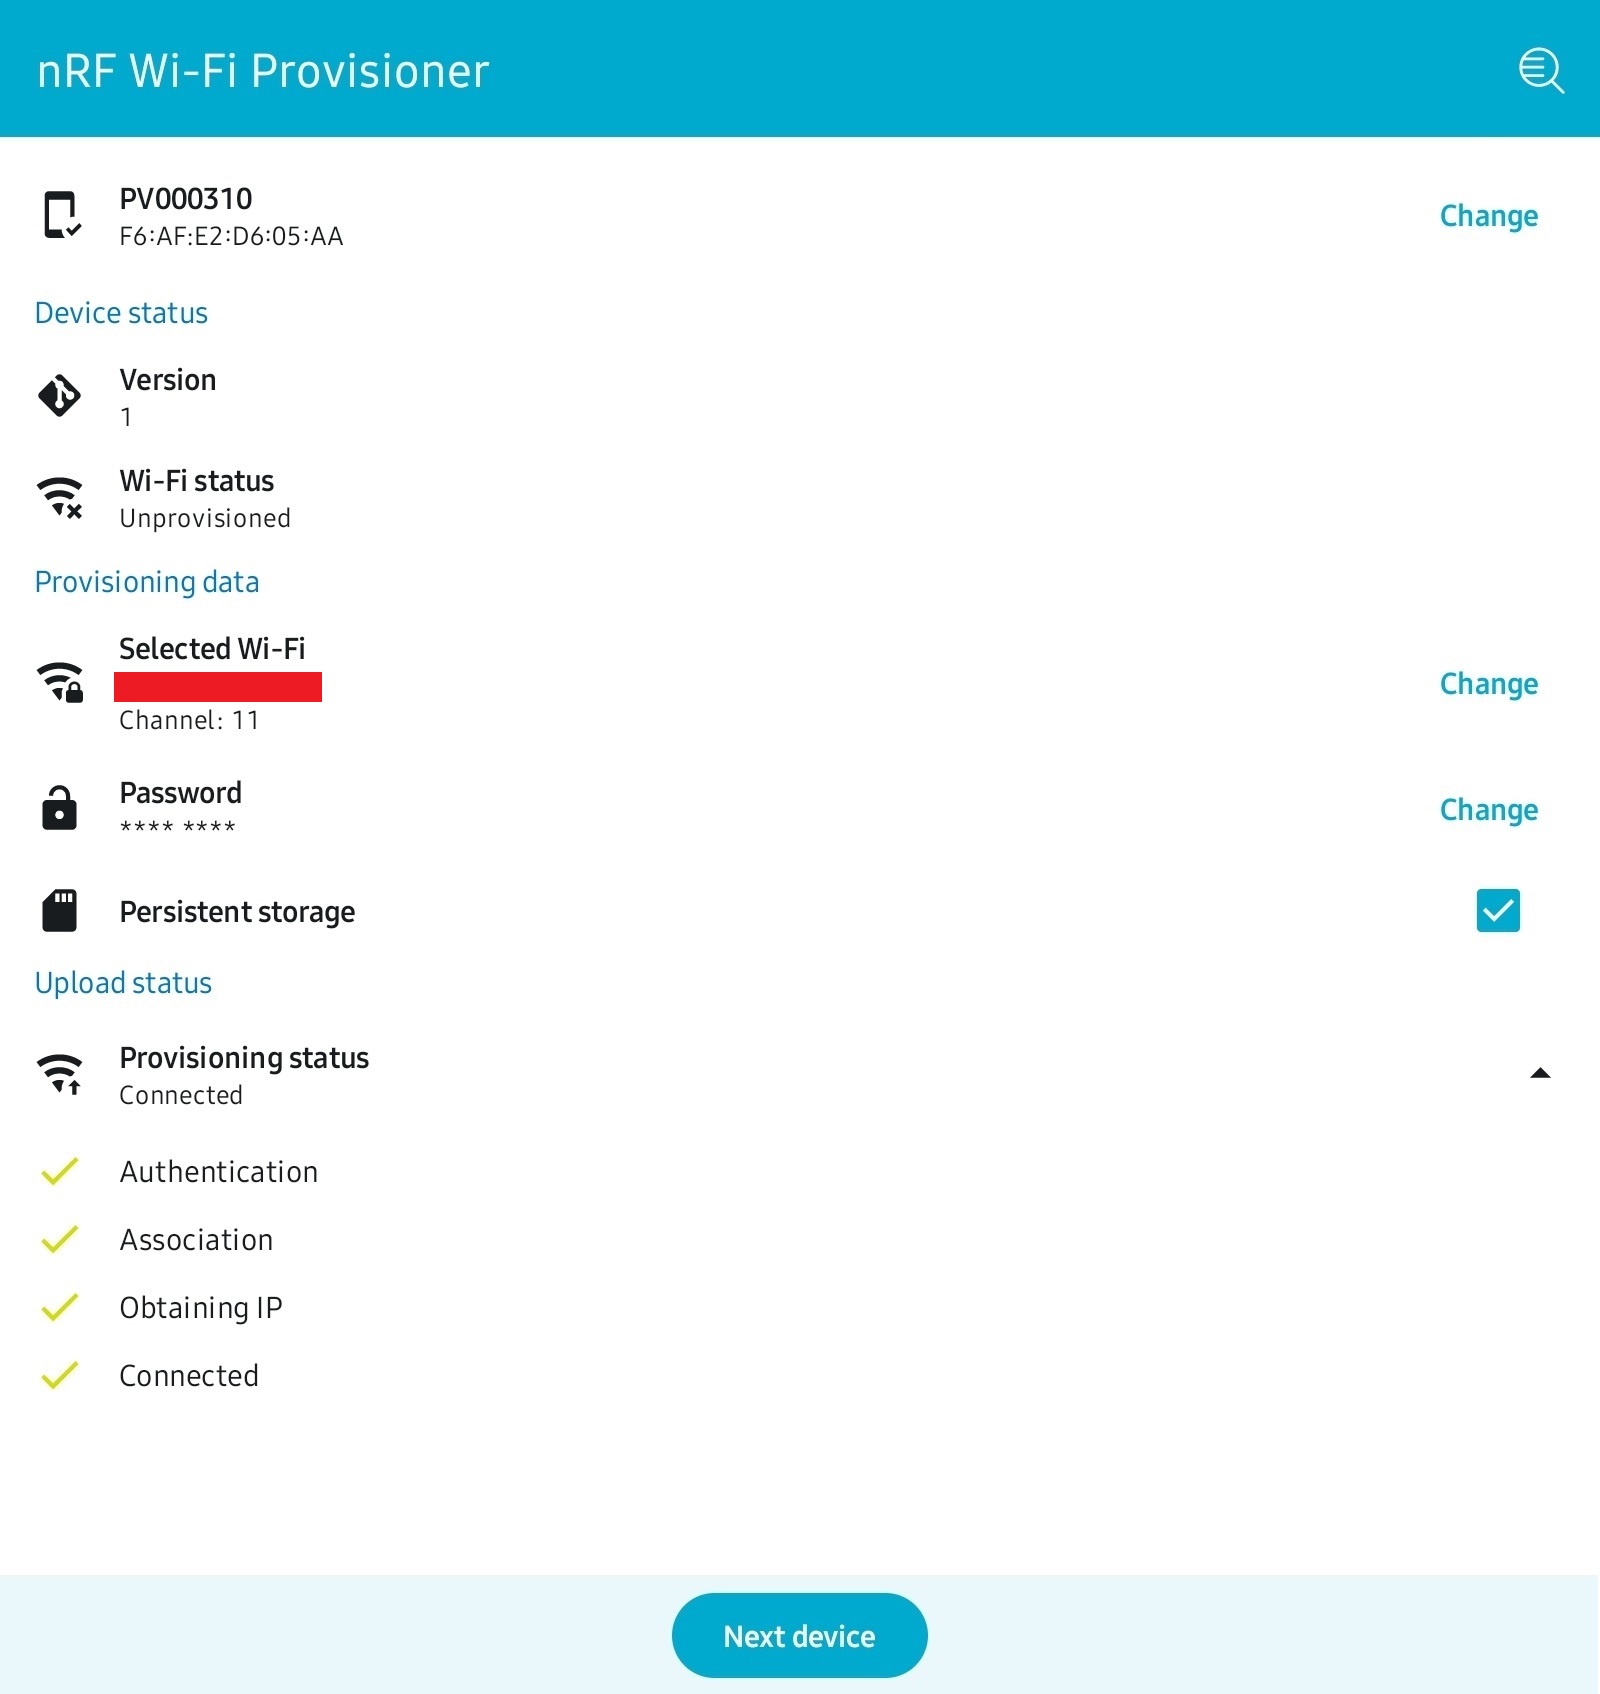 nRF Wi-Fi Provisioner
PV000310
F6:AF:E2:D6:05:AA
Change
Device status
Version
1
Wi-Fi status
Unprovisioned
Provisioning data
Selected Wi-Fi
Channel: 11
Change
Password
**** ****
Change
Persistent storage
Upload status
Provisioning status
Connected
Authentication
Association
Obtaining IP
Connected
Next device